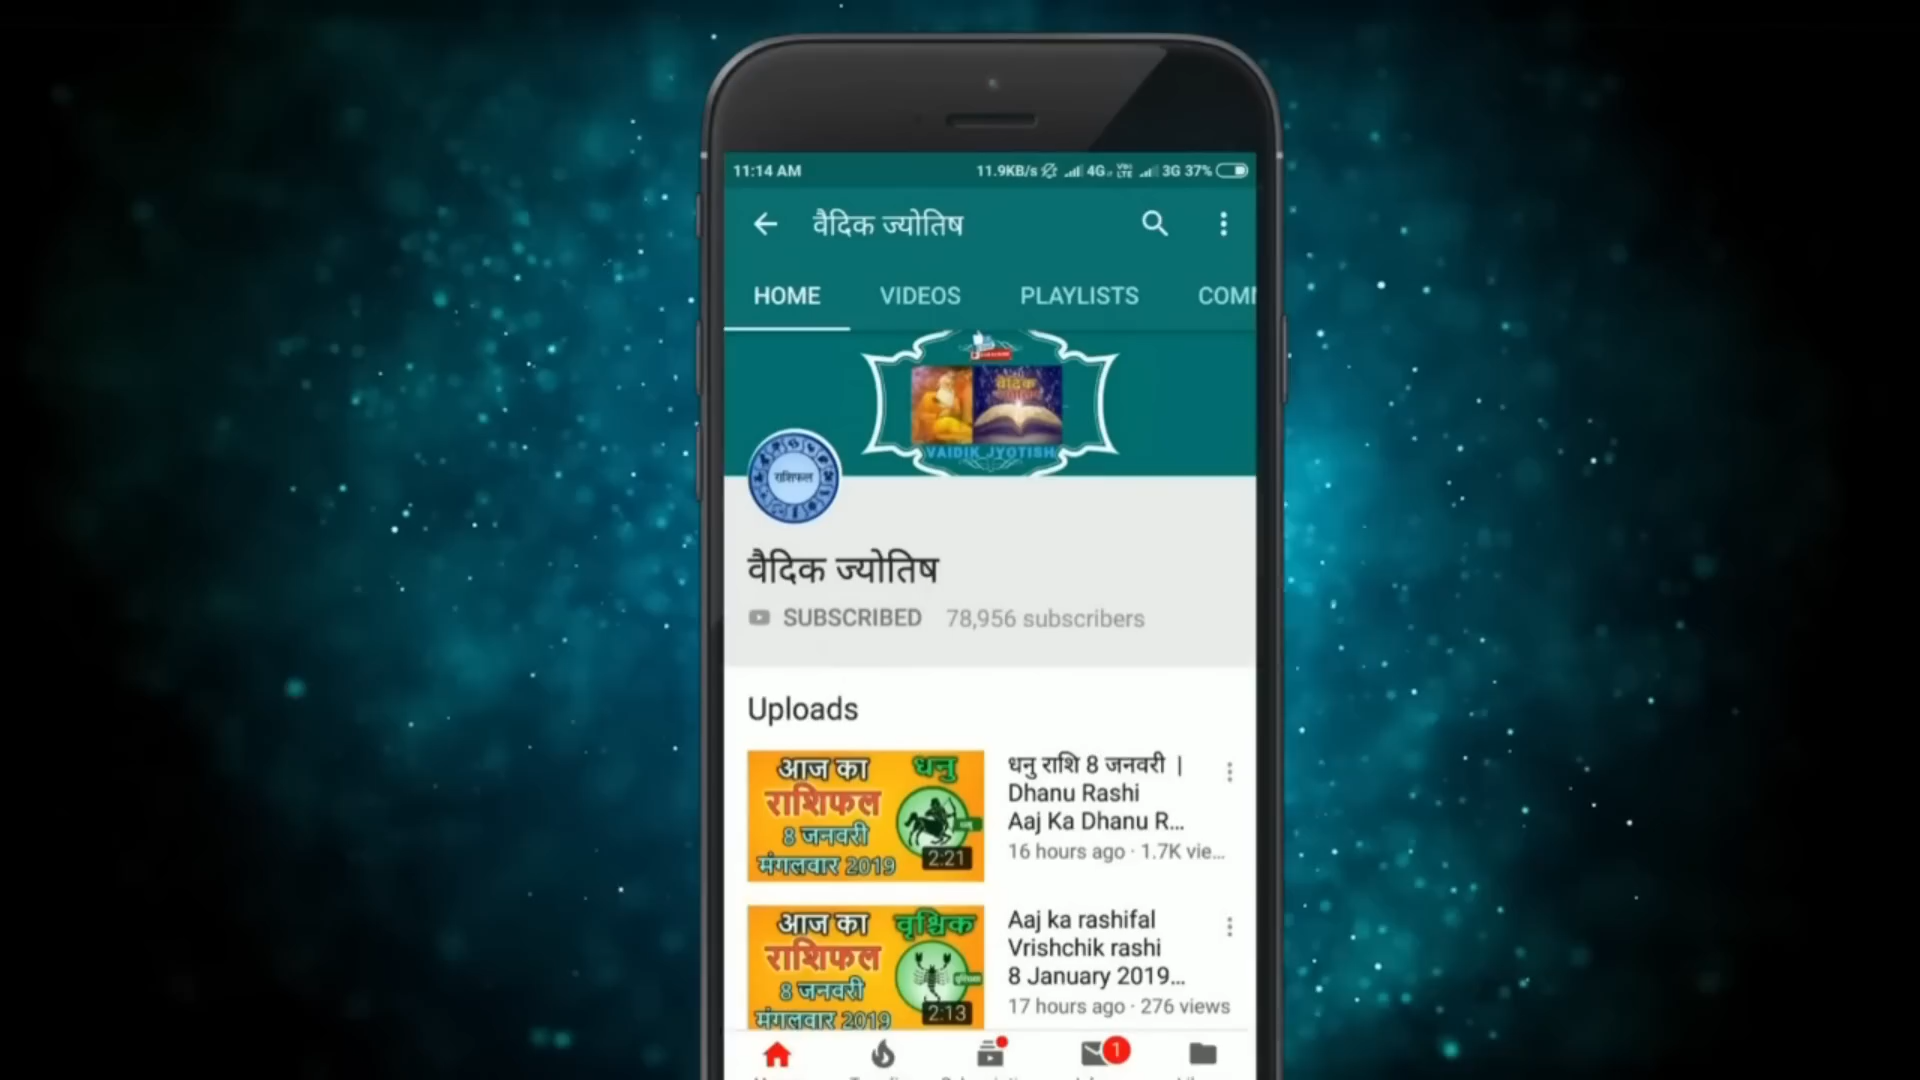 11:14 AM 11.9KB/s 4G VoLTE 3G 37%
वैदिक ज्योतिष
HOME VIDEOS PLAYLISTS COMM
वैदिक
VAIDIK JYOTISH
राशिफल
वैदिक ज्योतिष
SUBSCRIBED 78,956 subscribers
Uploads
आज का धनु
राशिफल
8 जनवरी
मंगलवार 2019
2:21
धनु राशि 8 जनवरी |
Dhanu Rashi
Aaj Ka Dhanu R...
16 hours ago · 1.7K vie...
आज का वृश्चिक
राशिफल
8 जनवरी
मंगलवार 2019
2:13
Aaj ka rashifal
Vrishchik rashi
8 January 2019...
17 hours ago · 276 views
1